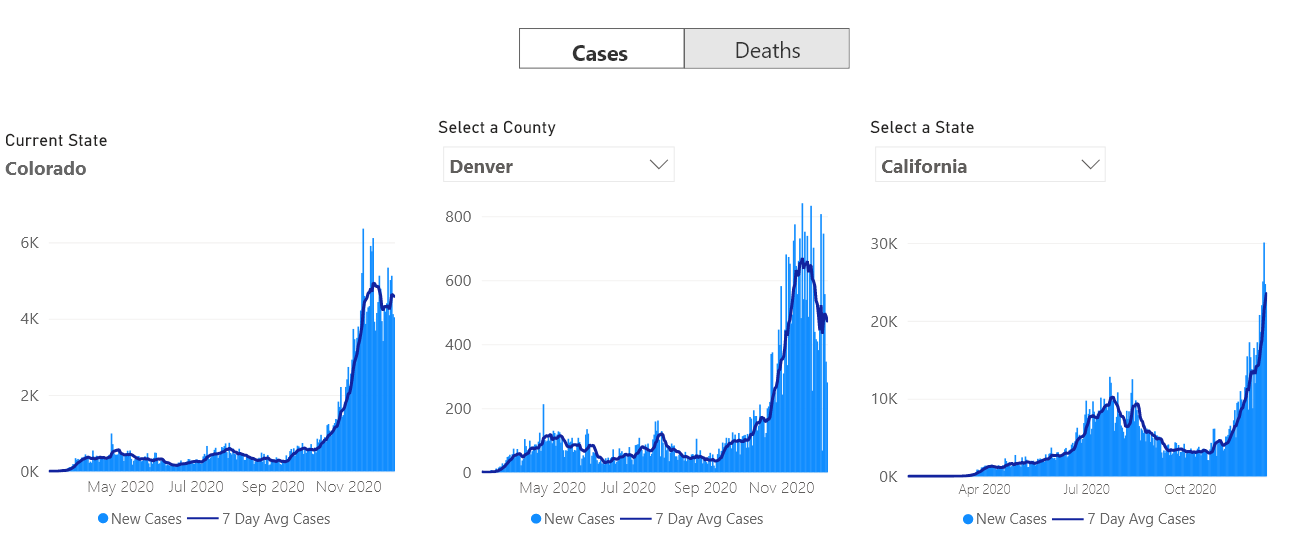 Cases Deaths
Current State
Colorado
6K
4K
2K
0K
May 2020 Jul 2020 Sep 2020 Nov 2020
New Cases 7 Day Avg Cases
Select a County
Denver
800
600
400
200
0
May 2020 Jul 2020 Sep 2020 Nov 2020
New Cases 7 Day Avg Cases
Select a State
California
30K
20K
10K
0K
Apr 2020 Jul 2020 Oct 2020
New Cases 7 Day Avg Cases